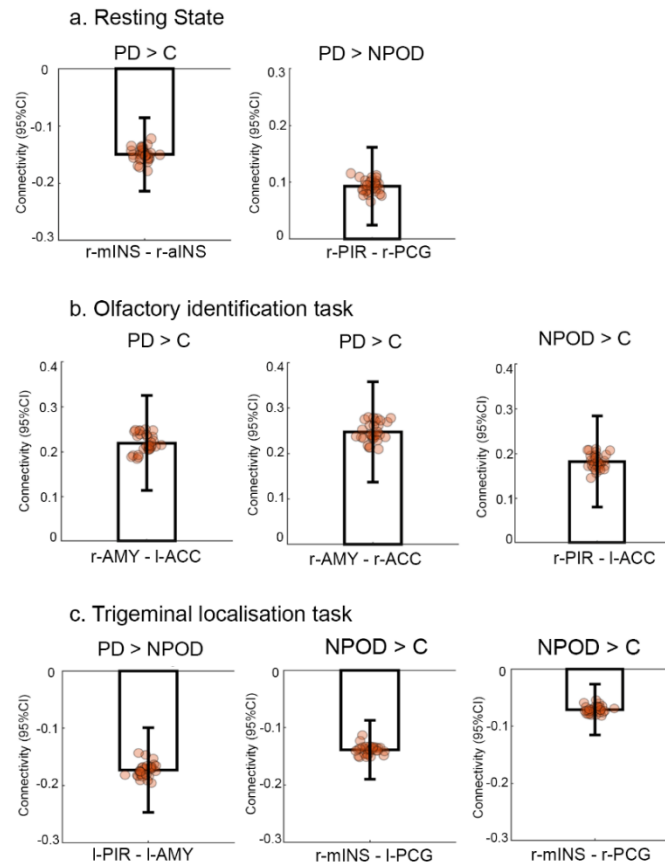 a. Resting State
PD > C
PD > NPOD
Connectivity (95%CI)
0
-0.1
-0.2
-0.3
r-mINS - r-aINS
Connectivity (95%CI)
0.3
0.2
0.1
0
r-PIR - r-PCG
b. Olfactory identification task
PD > C
PD > C
NPOD > C
Connectivity (95%CI)
0.4
0.3
0.2
0.1
0
r-AMY - l-ACC
Connectivity (95%CI)
0.4
0.3
0.2
0.1
0
r-AMY - r-ACC
Connectivity (95%CI)
0.4
0.3
0.2
0.1
0
r-PIR - l-ACC
c. Trigeminal localisation task
PD > NPOD
NPOD > C
NPOD > C
Connectivity (95%CI)
0
-0.1
-0.2
-0.3
l-PIR - l-AMY
Connectivity (95%CI)
0
-0.1
-0.2
-0.3
r-mINS - l-PCG
Connectivity (95%CI)
0
-0.1
-0.2
-0.3
r-mINS - r-PCG